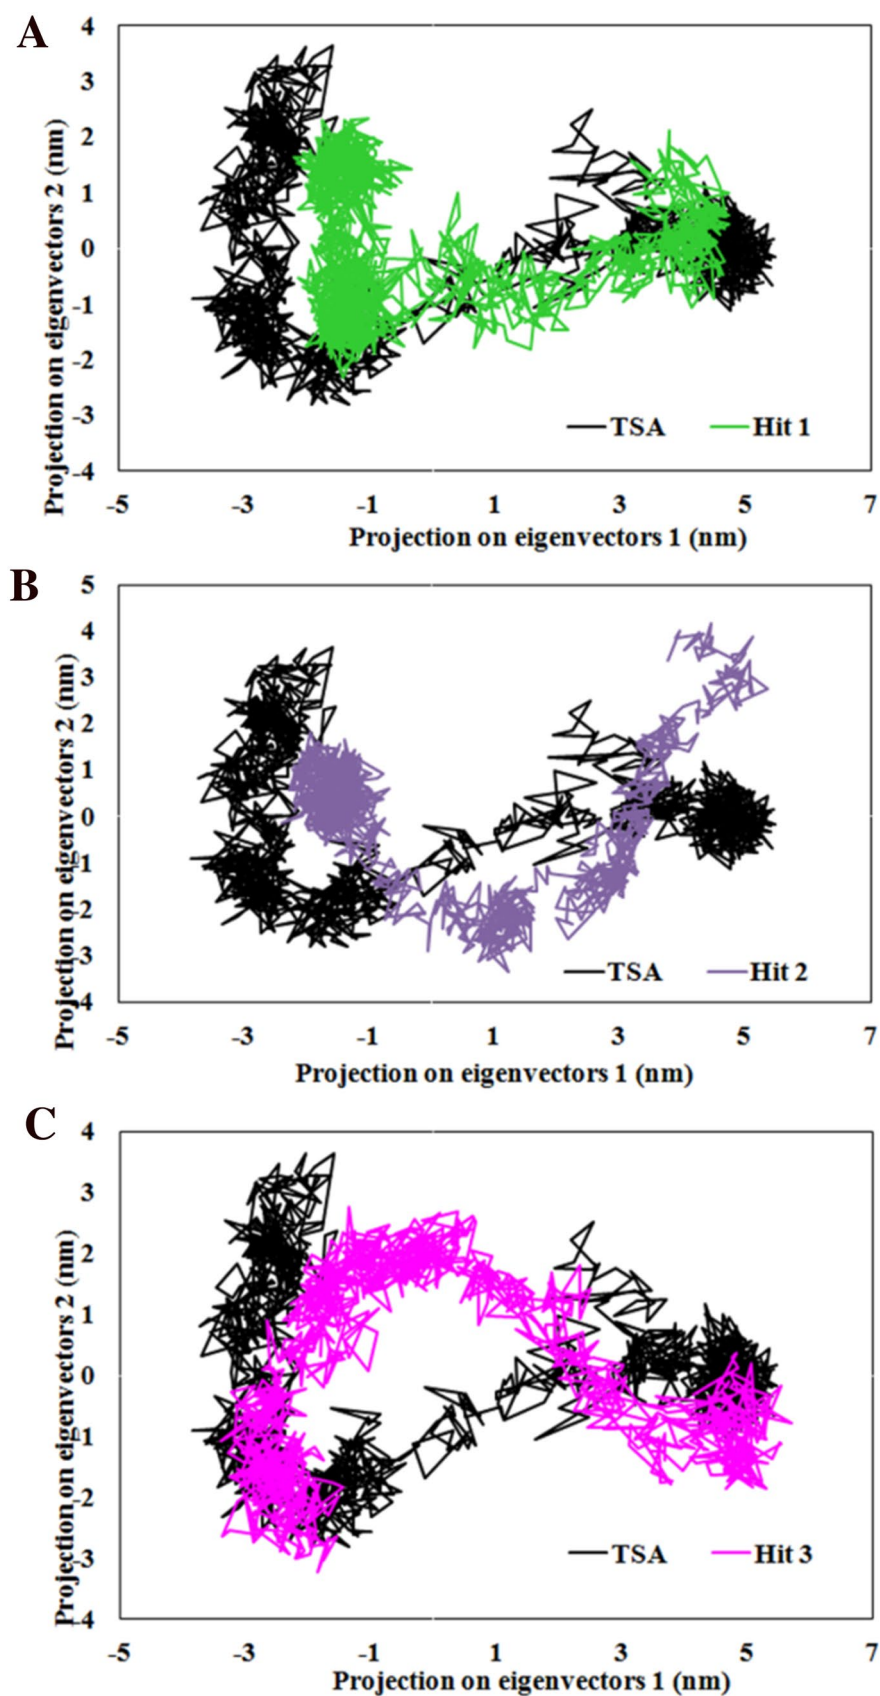 A
4
3
2
1
0
-1
-2
-3
-4
Projection on eigenvectors 2 (nm)
TSA Hit 1
-5 -3 -1 1 3 5 7
Projection on eigenvectors 1 (nm)
B
5
4
3
2
1
0
-1
-2
-3
-4
Projection on eigenvectors 2 (nm)
TSA Hit 2
-5 -3 -1 1 3 5 7
Projection on eigenvectors 1 (nm)
C
4
3
2
1
0
-1
-2
-3
-4
Projection on eigenvectors 2 (nm)
TSA Hit 3
-5 -3 -1 1 3 5 7
Projection on eigenvectors 1 (nm)